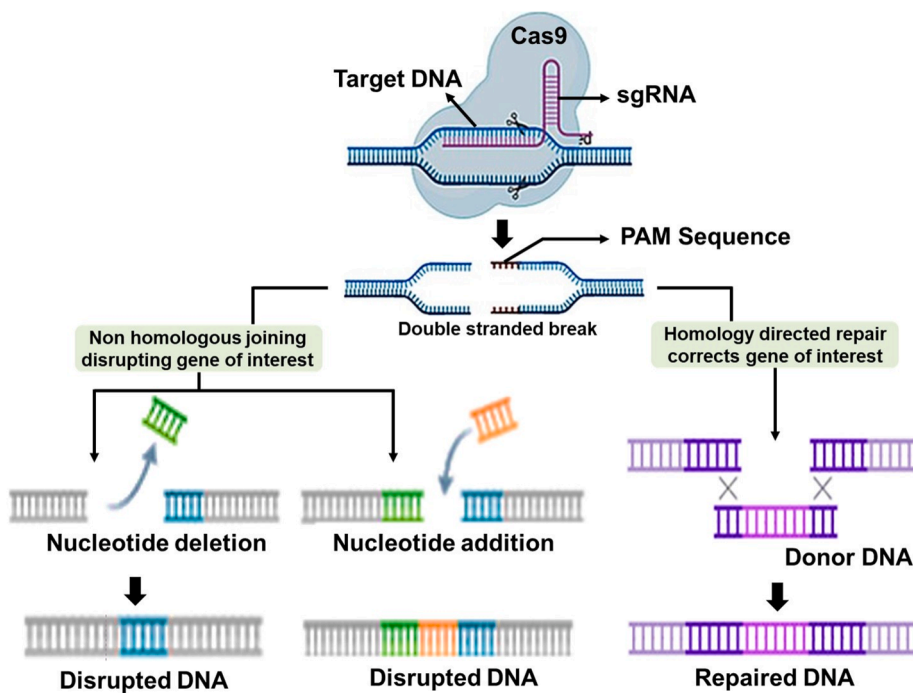 Cas9
Target DNA
sgRNA
PAM Sequence
Double stranded break
Non homologous joining
disrupting gene of interest
Homology directed repair
corrects gene of interest
Nucleotide deletion
Nucleotide addition
Donor DNA
Disrupted DNA
Disrupted DNA
Repaired DNA